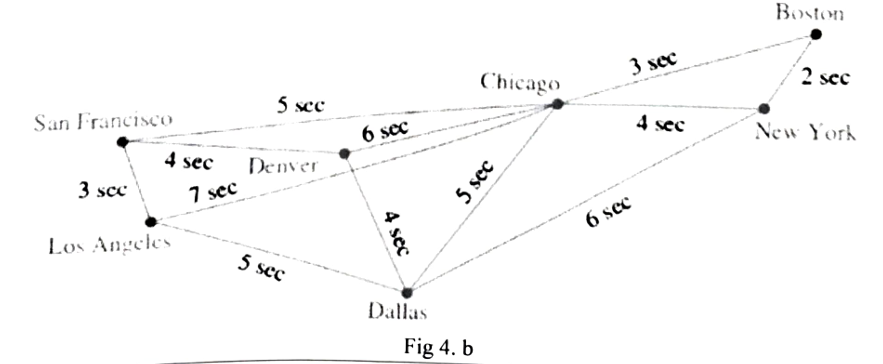 Boston
3 sec
2 sec
Chicago
5 sec
San Francisco
6 sec
4 sec
New York
4 sec
Denver
3 sec
7 sec
5 sec
4 sec
6 sec
Los Angeles
5 sec
Dallas
Fig 4. b